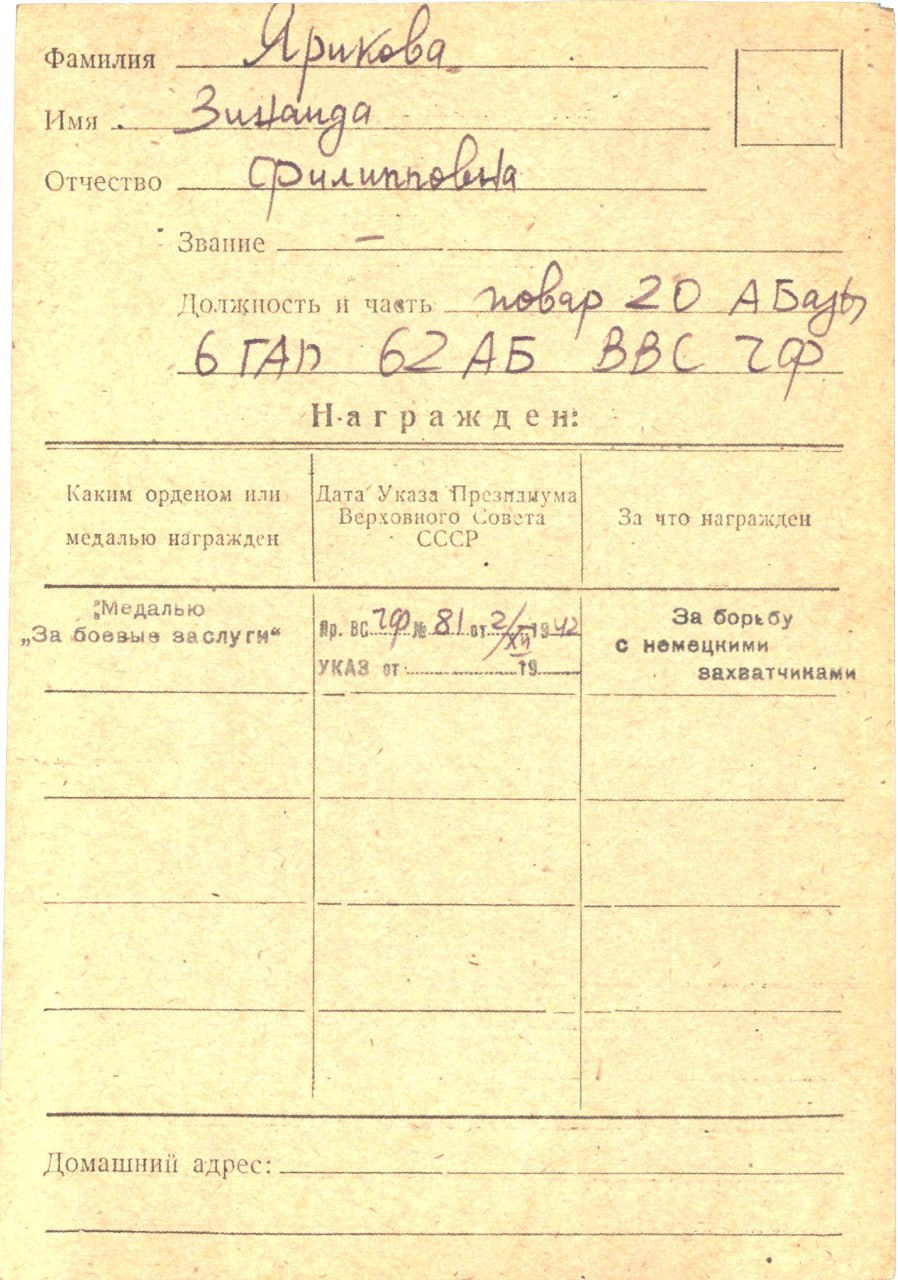 Фамилия Ярикова
Имя Зинаида
Отчество Филипповна
Звание –
Должность и часть повар 20 АБазы
6 ГАП 62 АБ ВВС ЧФ
Награжден:
Каким орденом или
медалью награжден
Дата Указа Президиума
Верховного Совета
СССР
За что награжден
Медалью
„За боевые заслуги“
Пр. ВС ЧФ № 81 от 2/XII 1942
УКАЗ от 19
За борьбу
с немецкими
захватчиками
Домашний адрес: